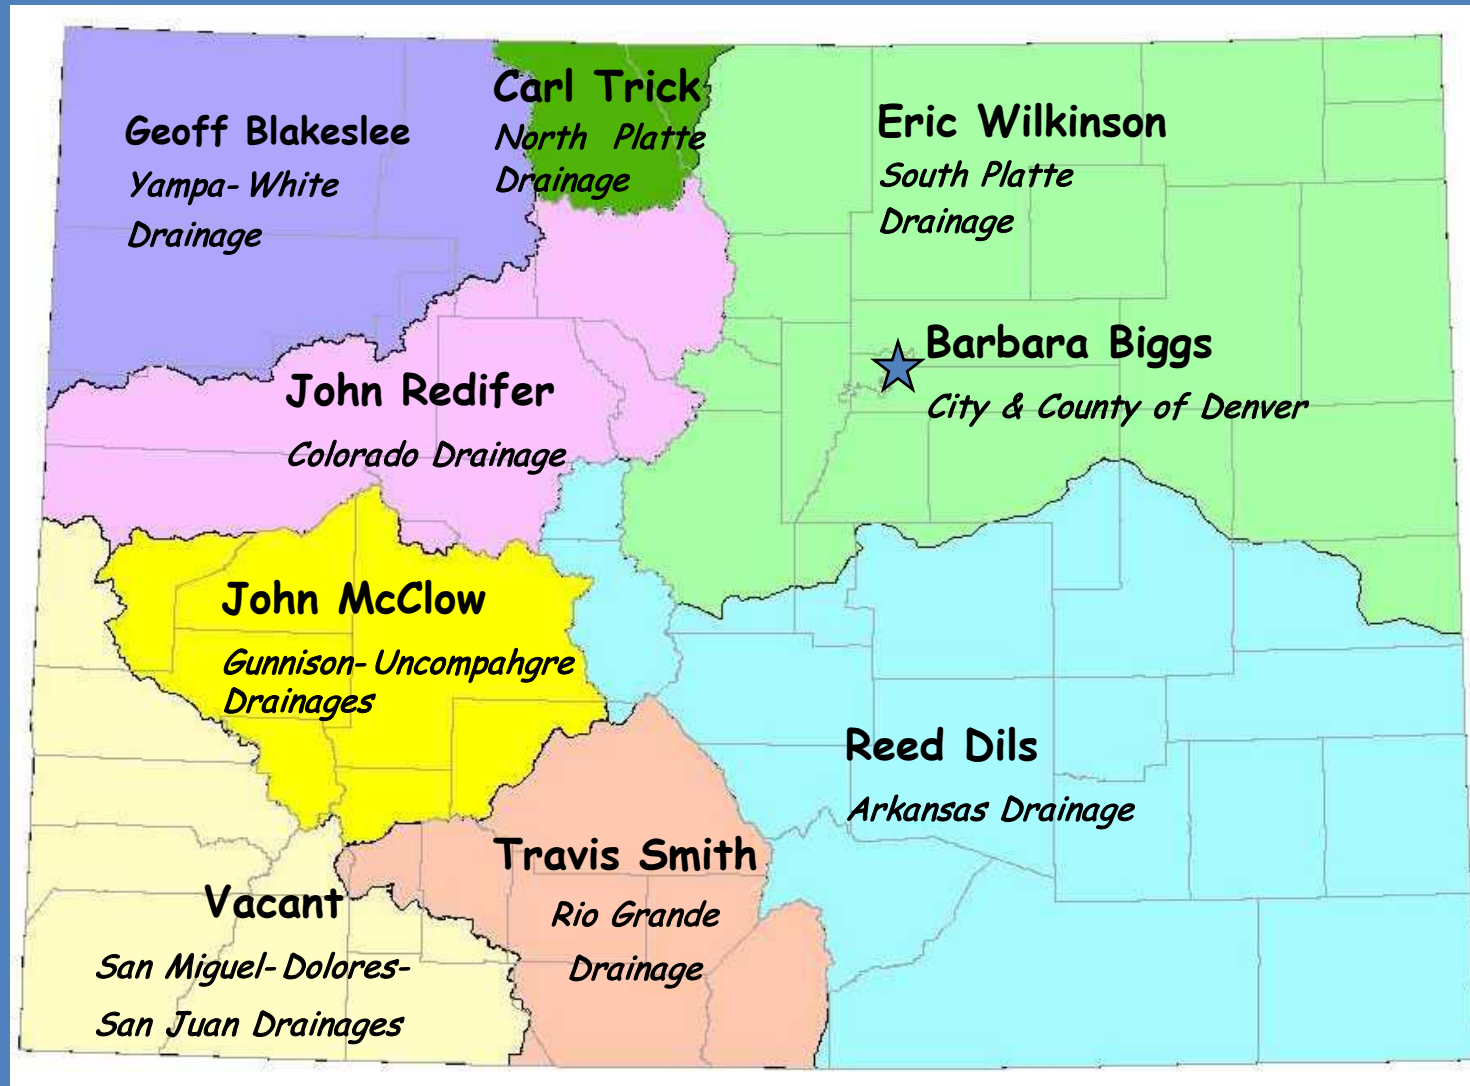 Carl Trick
North Platte
Drainage
Geoff Blakeslee
Yampa-White
Drainage
Eric Wilkinson
South Platte
Drainage
Barbara Biggs
City & County of Denver
John Redifer
Colorado Drainage
John McClow
Gunnison-Uncompahgre
Drainages
Reed Dils
Arkansas Drainage
Travis Smith
Rio Grande
Drainage
Vacant
San Miguel-Dolores-
San Juan Drainages